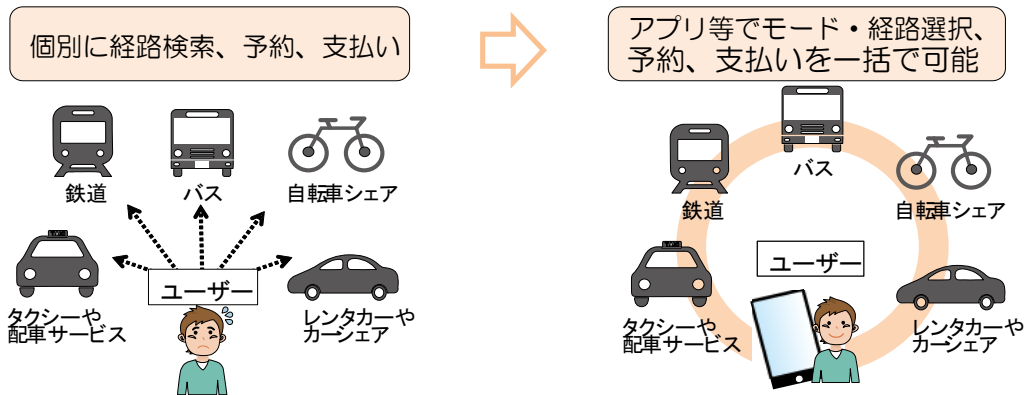 個別に経路検索、予約、支払い
アプリ等でモード・経路選択、
予約、支払いを一括で可能
鉄道
バス
自転車シェア
タクシーや
配車サービス
ユーザー
レンタカーや
カーシェア
バス
鉄道
自転車シェア
ユーザー
タクシーや
配車サービス
レンタカーや
カーシェア